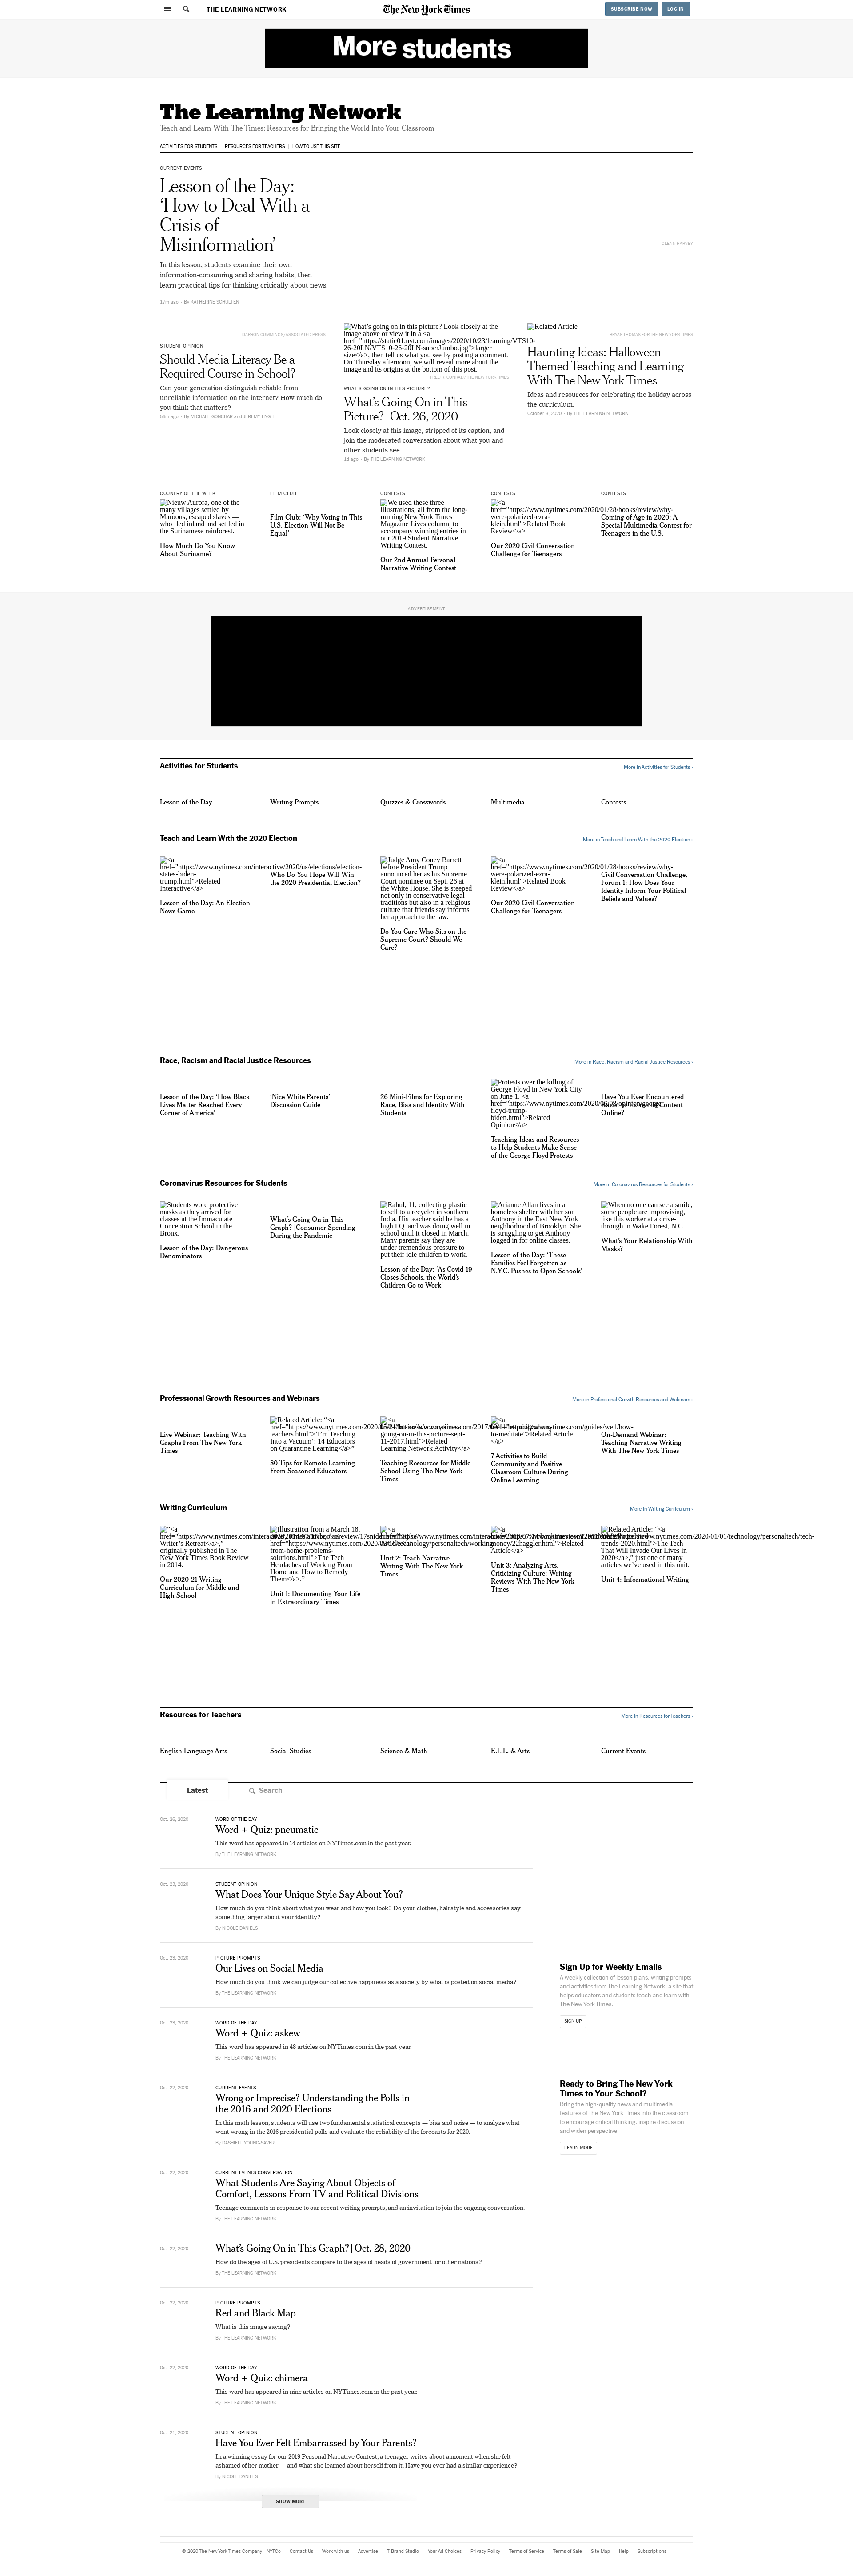 THE LEARNING NETWORK
The New York Times
SUBSCRIBE NOW
LOG IN
More students
The Learning Network
Teach and Learn With The Times: Resources for Bringing the World Into Your Classroom
ACTIVITIES FOR STUDENTS | RESOURCES FOR TEACHERS | HOW TO USE THIS SITE
CURRENT EVENTS
Lesson of the Day:
‘How to Deal With a
Crisis of
Misinformation’
In this lesson, students examine their own
information-consuming and sharing habits, then
learn practical tips for thinking critically about news.
17m ago – By KATHERINE SCHULTEN
GLENN HARVEY
DARRON CUMMINGS/ASSOCIATED PRESS
STUDENT OPINION
Should Media Literacy Be a
Required Course in School?
Can your generation distinguish reliable from
unreliable information on the internet? How much do
you think that matters?
56m ago – By MICHAEL GONCHAR and JEREMY ENGLE
What’s going on in this picture? Look closely at the
image above or view it in a <a
href="https://static01.nyt.com/images/2020/10/23/learning/VTS10-
26-20LN/VTS10-26-20LN-superJumbo.jpg">larger
size</a>, then tell us what you see by posting a comment.
On Thursday afternoon, we will reveal more about the
image and its origins at the bottom of this post.
FRED R. CONRAD/THE NEW YORK TIMES
WHAT'S GOING ON IN THIS PICTURE?
What’s Going On in This
Picture? | Oct. 26, 2020
Look closely at this image, stripped of its caption, and
join the moderated conversation about what you and
other students see.
1d ago – By THE LEARNING NETWORK
Related Article
BRYAN THOMAS FOR THE NEW YORK TIMES
Haunting Ideas: Halloween-
Themed Teaching and Learning
With The New York Times
Ideas and resources for celebrating the holiday across
the curriculum.
October 8, 2020 – By THE LEARNING NETWORK
COUNTRY OF THE WEEK
Nieuw Aurora, one of the
many villages settled by
Maroons, escaped slaves —
who fled inland and settled in
the Surinamese rainforest.
How Much Do You Know
About Suriname?
FILM CLUB
Film Club: ‘Why Voting in This
U.S. Election Will Not Be
Equal’
CONTESTS
We used these three
illustrations, all from the long-
running New York Times
Magazine Lives column, to
accompany winning entries in
our 2019 Student Narrative
Writing Contest.
Our 2nd Annual Personal
Narrative Writing Contest
CONTESTS
<a
href="https://www.nytimes.com/2020/01/28/books/review/why-
were-polarized-ezra-
klein.html">Related Book
Review</a>
Our 2020 Civil Conversation
Challenge for Teenagers
CONTESTS
Coming of Age in 2020: A
Special Multimedia Contest for
Teenagers in the U.S.
ADVERTISEMENT
Activities for Students
More in Activities for Students ›
Lesson of the Day
Writing Prompts
Quizzes & Crosswords
Multimedia
Contests
Teach and Learn With the 2020 Election
More in Teach and Learn With the 2020 Election ›
<a
href="https://www.nytimes.com/interactive/2020/us/elections/election-
states-biden-
trump.html">Related
Interactive</a>
Lesson of the Day: An Election
News Game
Who Do You Hope Will Win
the 2020 Presidential Election?
Judge Amy Coney Barrett
before President Trump
announced her as his Supreme
Court nominee on Sept. 26 at
the White House. She is steeped
not only in conservative legal
traditions but also in a religious
culture that friends say informs
her approach to the law.
Do You Care Who Sits on the
Supreme Court? Should We
Care?
<a
href="https://www.nytimes.com/2020/01/28/books/review/why-
were-polarized-ezra-
klein.html">Related Book
Review</a>
Our 2020 Civil Conversation
Challenge for Teenagers
Civil Conversation Challenge,
Forum 1: How Does Your
Identity Inform Your Political
Beliefs and Values?
Race, Racism and Racial Justice Resources
More in Race, Racism and Racial Justice Resources ›
Lesson of the Day: ‘How Black
Lives Matter Reached Every
Corner of America’
‘Nice White Parents’
Discussion Guide
26 Mini-Films for Exploring
Race, Bias and Identity With
Students
Protests over the killing of
George Floyd in New York City
on June 1. <a
floyd-trump-
biden.html">Related
Opinion</a>
Teaching Ideas and Resources
to Help Students Make Sense
of the George Floyd Protests
Have You Ever Encountered
Racist or Extremist Content
Online?
Coronavirus Resources for Students
More in Coronavirus Resources for Students ›
Students wore protective
masks as they arrived for
classes at the Immaculate
Conception School in the
Bronx.
Lesson of the Day: Dangerous
Denominators
What’s Going On in This
Graph? | Consumer Spending
During the Pandemic
Rahul, 11, collecting plastic
to sell to a recycler in southern
India. His teacher said he has a
high I.Q. and was doing well in
school until it closed in March.
Many parents say they are
under tremendous pressure to
put their idle children to work.
Lesson of the Day: ‘As Covid-19
Closes Schools, the World’s
Children Go to Work’
Arianne Allan lives in a
homeless shelter with her son
Anthony in the East New York
neighborhood of Brooklyn. She
is struggling to get Anthony
logged in for online classes.
Lesson of the Day: ‘These
Families Feel Forgotten as
N.Y.C. Pushes to Open Schools’
When no one can see a smile,
some people are improvising,
like this worker at a drive-
through in Wake Forest, N.C.
What’s Your Relationship With
Masks?
Professional Growth Resources and Webinars
More in Professional Growth Resources and Webinars ›
Live Webinar: Teaching With
Graphs From The New York
Times
Related Article: “<a
teachers.html">‘I’m Teaching
Into a Vacuum’: 14 Educators
on Quarantine Learning</a>”
80 Tips for Remote Learning
From Seasoned Educators
<a
going-on-in-this-picture-sept-
11-2017.html">Related
Learning Network Activity</a>
Teaching Resources for Middle
School Using The New York
Times
<a
to-meditate">Related Article.
</a>
7 Activities to Build
Community and Positive
Classroom Culture During
Online Learning
On-Demand Webinar:
Teaching Narrative Writing
With The New York Times
Writing Curriculum
More in Writing Curriculum ›
"<a
Writer’s Retreat</a>,”
originally published in The
New York Times Book Review
in 2014.
Our 2020-21 Writing
Curriculum for Middle and
High School
Illustration from a March 18,
from-home-problems-
solutions.html">The Tech
Headaches of Working From
Home and How to Remedy
Them</a>.”
Unit 1: Documenting Your Life
in Extraordinary Times
Unit 2: Teach Narrative
Writing With The New York
Times
<a
money/22haggler.html">Related
Article</a>
Unit 3: Analyzing Arts,
Criticizing Culture: Writing
Reviews With The New York
Times
Related Article: “<a
trends-2020.html">The Tech
That Will Invade Our Lives in
2020</a>,” just one of many
articles we’ve used in this unit.
Unit 4: Informational Writing
Resources for Teachers
More in Resources for Teachers ›
English Language Arts
Social Studies
Science & Math
E.L.L. & Arts
Current Events
Latest
Search
Oct. 26, 2020
WORD OF THE DAY
Word + Quiz: pneumatic
This word has appeared in 14 articles on NYTimes.com in the past year.
By THE LEARNING NETWORK
Oct. 23, 2020
STUDENT OPINION
What Does Your Unique Style Say About You?
How much do you think about what you wear and how you look? Do your clothes, hairstyle and accessories say
something larger about your identity?
By NICOLE DANIELS
Oct. 23, 2020
PICTURE PROMPTS
Our Lives on Social Media
How much do you think we can judge our collective happiness as a society by what is posted on social media?
By THE LEARNING NETWORK
Oct. 23, 2020
WORD OF THE DAY
Word + Quiz: askew
This word has appeared in 48 articles on NYTimes.com in the past year.
By THE LEARNING NETWORK
Oct. 22, 2020
CURRENT EVENTS
Wrong or Imprecise? Understanding the Polls in
the 2016 and 2020 Elections
In this math lesson, students will use two fundamental statistical concepts — bias and noise — to analyze what
went wrong in the 2016 presidential polls and evaluate the reliability of the forecasts for 2020.
By DASHIELL YOUNG-SAVER
Oct. 22, 2020
CURRENT EVENTS CONVERSATION
What Students Are Saying About Objects of
Comfort, Lessons From TV and Political Divisions
Teenage comments in response to our recent writing prompts, and an invitation to join the ongoing conversation.
By THE LEARNING NETWORK
Oct. 22, 2020
What’s Going On in This Graph? | Oct. 28, 2020
How do the ages of U.S. presidents compare to the ages of heads of government for other nations?
By THE LEARNING NETWORK
Oct. 22, 2020
PICTURE PROMPTS
Red and Black Map
What is this image saying?
By THE LEARNING NETWORK
Oct. 22, 2020
WORD OF THE DAY
Word + Quiz: chimera
This word has appeared in nine articles on NYTimes.com in the past year.
By THE LEARNING NETWORK
Oct. 21, 2020
STUDENT OPINION
Have You Ever Felt Embarrassed by Your Parents?
In a winning essay for our 2019 Personal Narrative Contest, a teenager writes about a moment when she felt
ashamed of her mother — and what she learned about herself from it. Have you ever had a similar experience?
By NICOLE DANIELS
SHOW MORE
Sign Up for Weekly Emails
A weekly collection of lesson plans, writing prompts
and activities from The Learning Network, a site that
helps educators and students teach and learn with
The New York Times.
SIGN UP
Ready to Bring The New York
Times to Your School?
Bring the high-quality news and multimedia
features of The New York Times into the classroom
to encourage critical thinking, inspire discussion
and widen perspective.
LEARN MORE
© 2020 The New York Times Company NYTCo Contact Us Work with us Advertise T Brand Studio Your Ad Choices Privacy Policy Terms of Service Terms of Sale Site Map Help Subscriptions